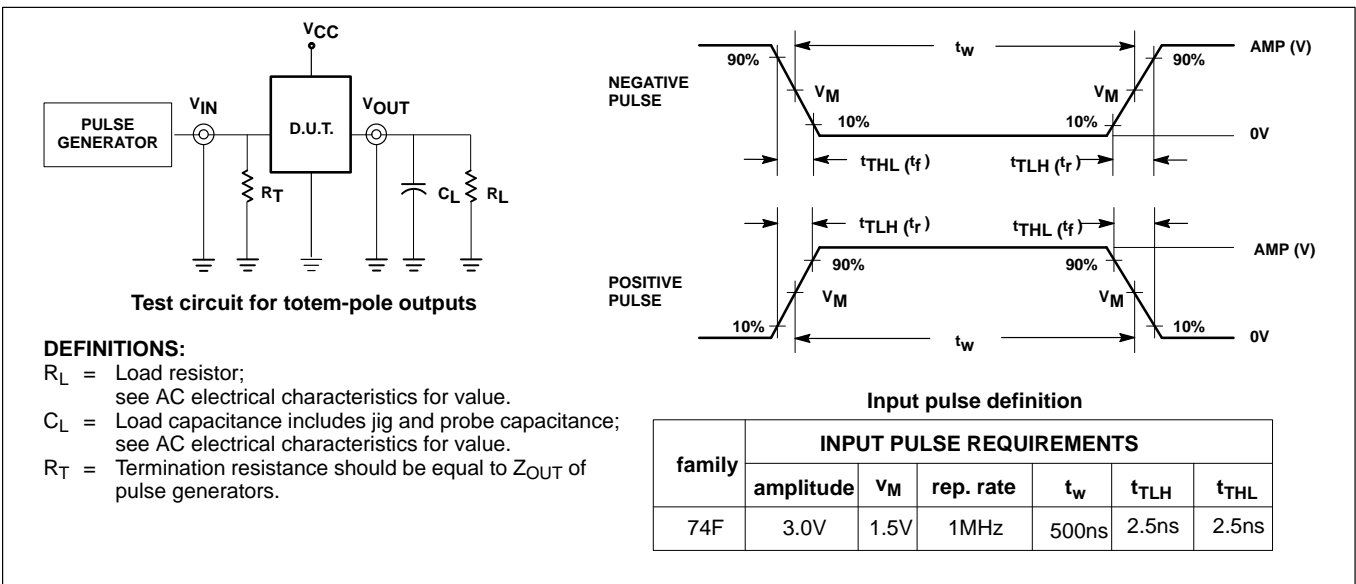 VCC
VIN
VOUT
PULSE
GENERATOR
D.U.T.
RT
CL
RL
Test circuit for totem-pole outputs
DEFINITIONS:
RL = Load resistor;
see AC electrical characteristics for value.
CL = Load capacitance includes jig and probe capacitance;
see AC electrical characteristics for value.
RT = Termination resistance should be equal to ZOUT of
pulse generators.
NEGATIVE
PULSE
90%
tw
90%
AMP (V)
VM
VM
10%
10%
0V
tTHL (tf)
tTLH (tr)
tTLH (tr)
tTHL (tf)
AMP (V)
POSITIVE
PULSE
90%
90%
VM
VM
10%
10%
tw
0V
Input pulse definition
family
INPUT PULSE REQUIREMENTS
amplitude VM rep. rate tw tTLH tTHL
74F 3.0V 1.5V 1MHz 500ns 2.5ns 2.5ns